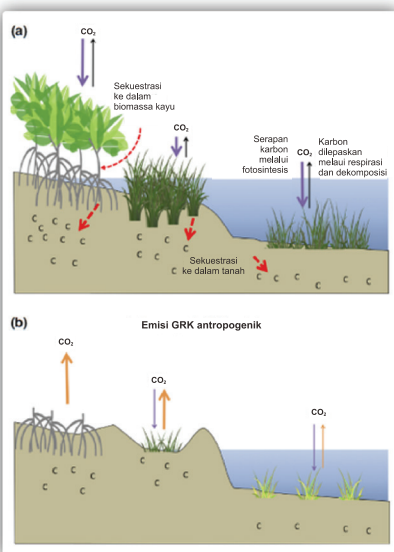 (a)
CO₂
Sekuestrasi
ke dalam
biomassa kayu
CO₂
Serapan
karbon
melalui
fotosintesis
CO₂
Karbon
dilepaskan
melaui respirasi
dan dekomposisi
C C C C C C C C C C C
C C C C C C
Sekuestrasi
ke dalam tanah
C C C C C C
(b)
Emisi GRK antropogenik
CO₂
CO₂
CO₂
C C C C C C
C C C C C
C C C C